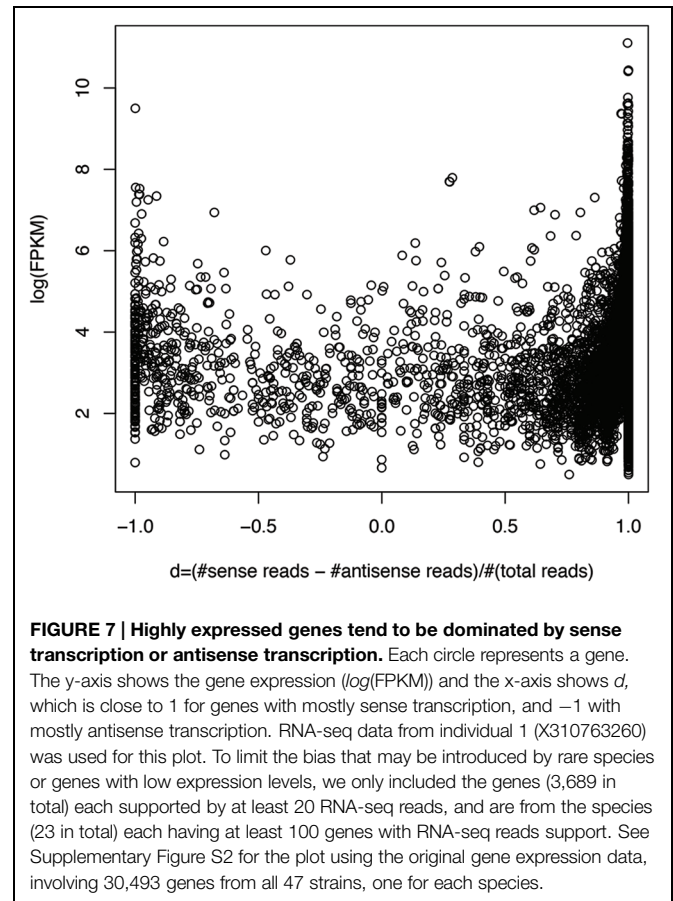 10
8
6
4
2
log(FPKM)
−1.0 −0.5 0.0 0.5 1.0
d=(#sense reads − #antisense reads)/#(total reads)
FIGURE 7 | Highly expressed genes tend to be dominated by sense
transcription or antisense transcription. Each circle represents a gene.
The y-axis shows the gene expression (log(FPKM)) and the x-axis shows d,
which is close to 1 for genes with mostly sense transcription, and −1 with
mostly antisense transcription. RNA-seq data from individual 1 (X310763260)
was used for this plot. To limit the bias that may be introduced by rare species
or genes with low expression levels, we only included the genes (3,689 in
total) each supported by at least 20 RNA-seq reads, and are from the species
(23 in total) each having at least 100 genes with RNA-seq reads support. See
Supplementary Figure S2 for the plot using the original gene expression data,
involving 30,493 genes from all 47 strains, one for each species.